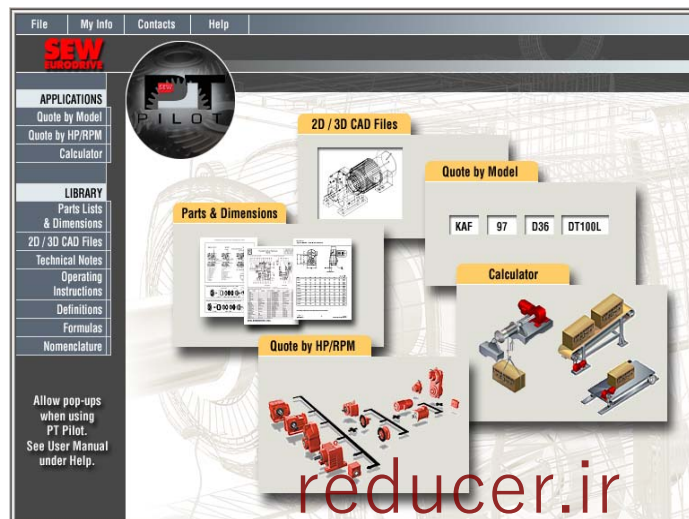 File
My Info
Contacts
Help
SEW
EURODRIVE
new
PT
PILOT
APPLICATIONS
Quote by Model
Quote by HP/RPM
Calculator
LIBRARY
Parts Lists
& Dimensions
2D / 3D CAD Files
Technical Notes
Operating
Instructions
Definitions
Formulas
Nomenclature
Allow pop-ups
when using
PT Pilot.
See User Manual
under Help.
2D / 3D CAD Files
Quote by Model
KAF 97 D36 DT100L
Parts & Dimensions
Calculator
Quote by HP/RPM
reducer.ir